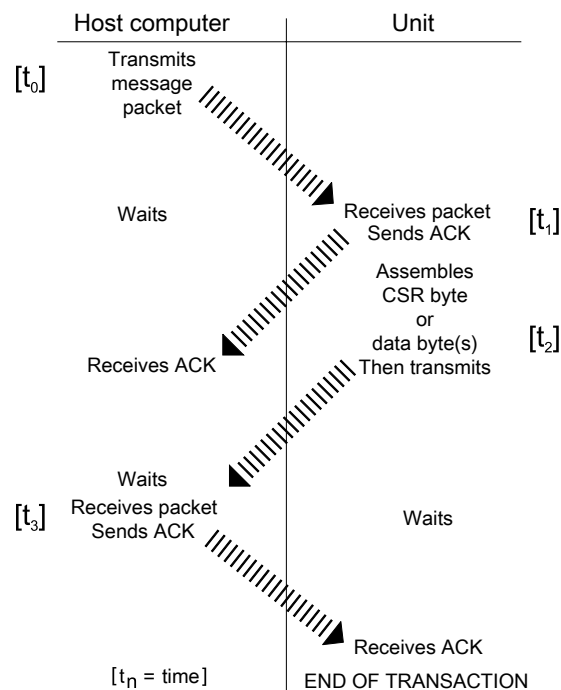 Host computer Unit
[t0] Transmits
message
packet
Waits Receives packet [t1]
Sends ACK
Assembles
CSR byte
or
data byte(s) [t2]
Receives ACK Then transmits
Waits
[t3] Receives packet Waits
Sends ACK
Receives ACK
[tn = time] END OF TRANSACTION